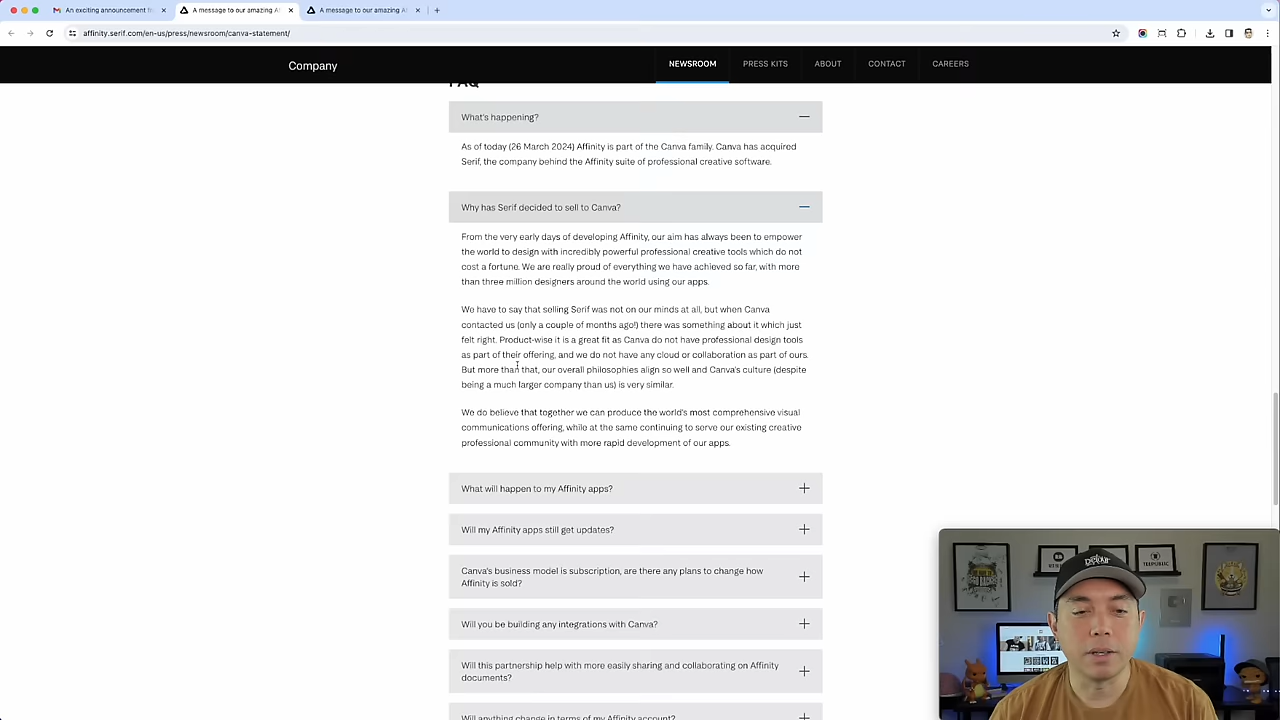 An exciting announcement fr
A message to our amazing Af
A message to our amazing Af
affinity.serif.com/en-us/press/newsroom/canva-statement/
Company
NEWSROOM
PRESS KITS
ABOUT
CONTACT
CAREERS
FAQ
What's happening?
As of today (26 March 2024) Affinity is part of the Canva family. Canva has acquired
Serif, the company behind the Affinity suite of professional creative software.
Why has Serif decided to sell to Canva?
From the very early days of developing Affinity, our aim has always been to empower
the world to design with incredibly powerful professional creative tools which do not
cost a fortune. We are really proud of everything we have achieved so far, with more
than three million designers around the world using our apps.
We have to say that selling Serif was not on our minds at all, but when Canva
contacted us (only a couple of months ago!) there was something about it which just
felt right. Product-wise it is a great fit as Canva do not have professional design tools
as part of their offering, and we do not have any cloud or collaboration as part of ours.
But more than that, our overall philosophies align so well and Canva's culture (despite
being a much larger company than us) is very similar.
We do believe that together we can produce the world's most comprehensive visual
communications offering, while at the same continuing to serve our existing creative
professional community with more rapid development of our apps.
What will happen to my Affinity apps?
Will my Affinity apps still get updates?
Canva's business model is subscription, are there any plans to change how
Affinity is sold?
Will you be building any integrations with Canva?
Will this partnership help with more easily sharing and collaborating on Affinity
documents?
Will anything change in terms of my Affinity account?